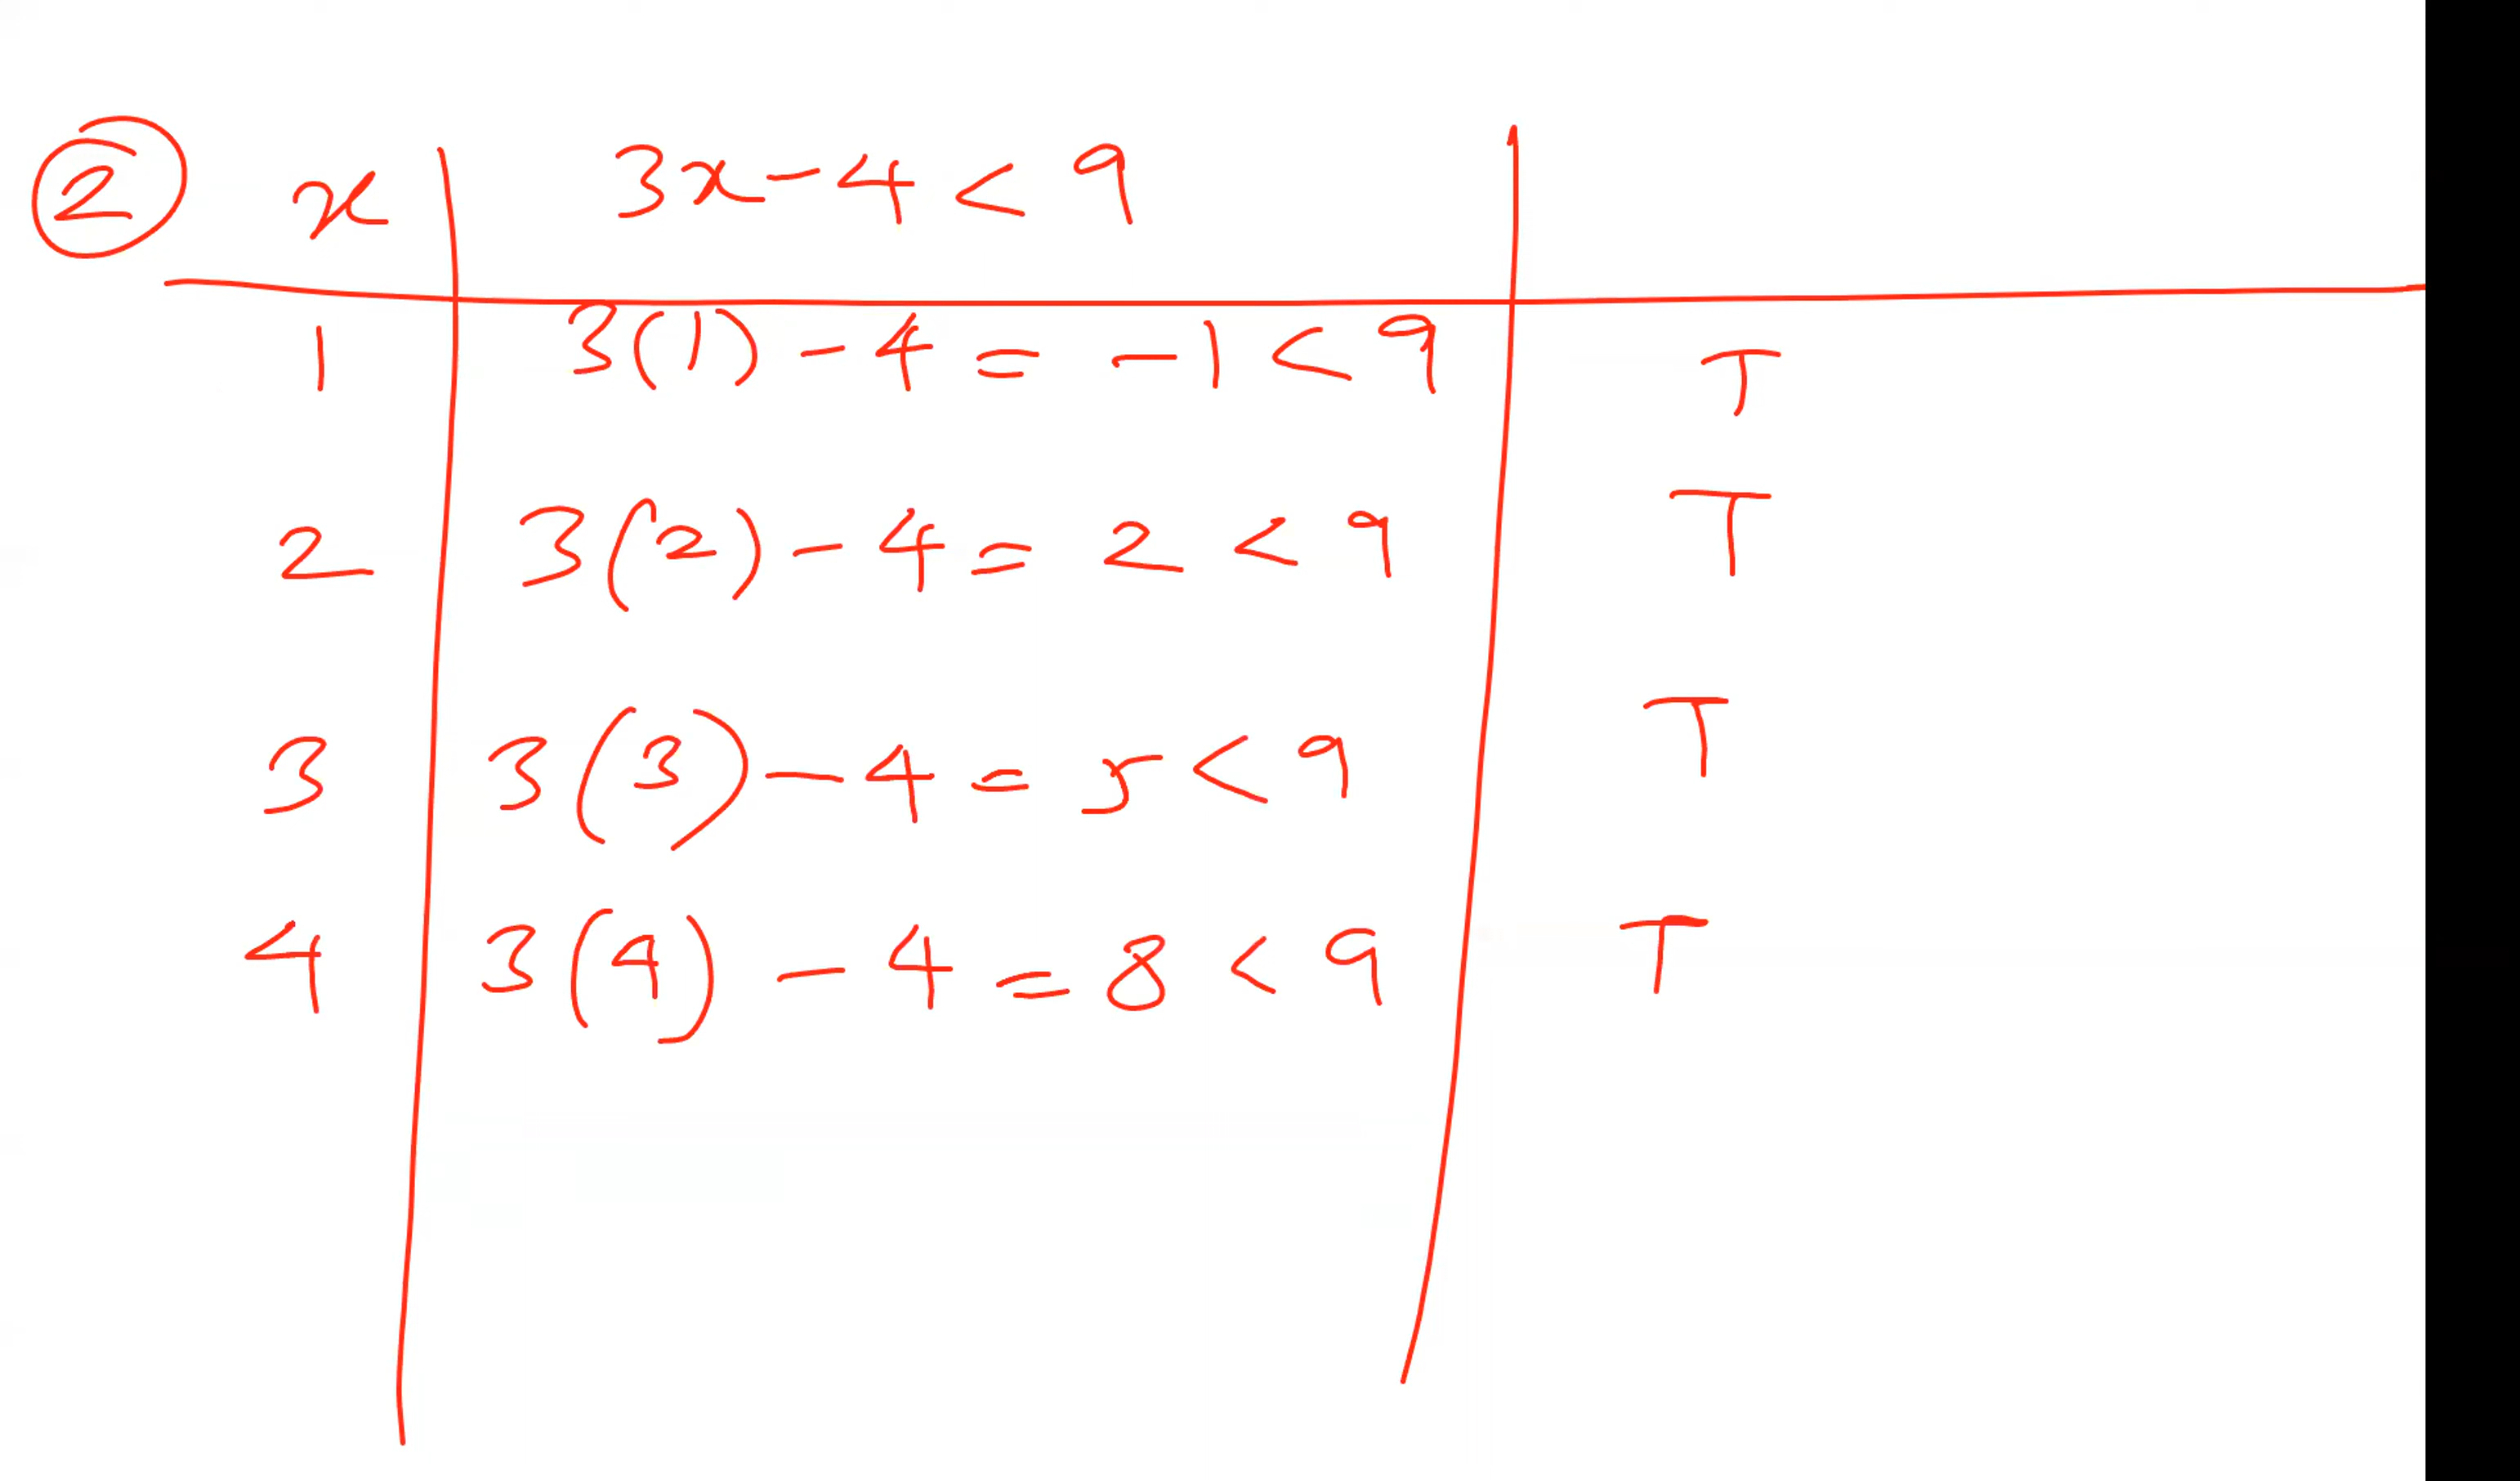 ② x 3x - 4 < 9
1 3(1) - 4 = -1 < 9 T
2 3(2) - 4 = 2 < 9 T
3 3(3) - 4 = 5 < 9 T
4 3(4) - 4 = 8 < 9 T